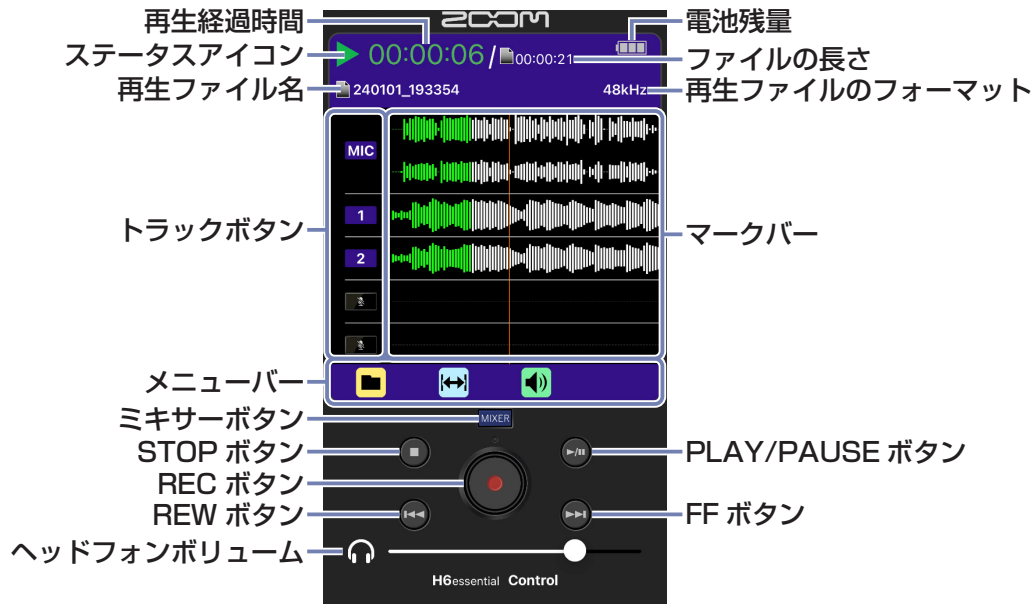 再生経過時間
ZOOM
電池残量
ステータスアイコン
00:00:06 / 00:00:21
ファイルの長さ
再生ファイル名
240101_193354
48kHz
再生ファイルのフォーマット
MIC
トラックボタン
1
マークバー
2
メニューバー
ミキサーボタン
MIXER
STOP ボタン
PLAY/PAUSE ボタン
REC ボタン
REW ボタン
FF ボタン
ヘッドフォンボリューム
H6essential Control